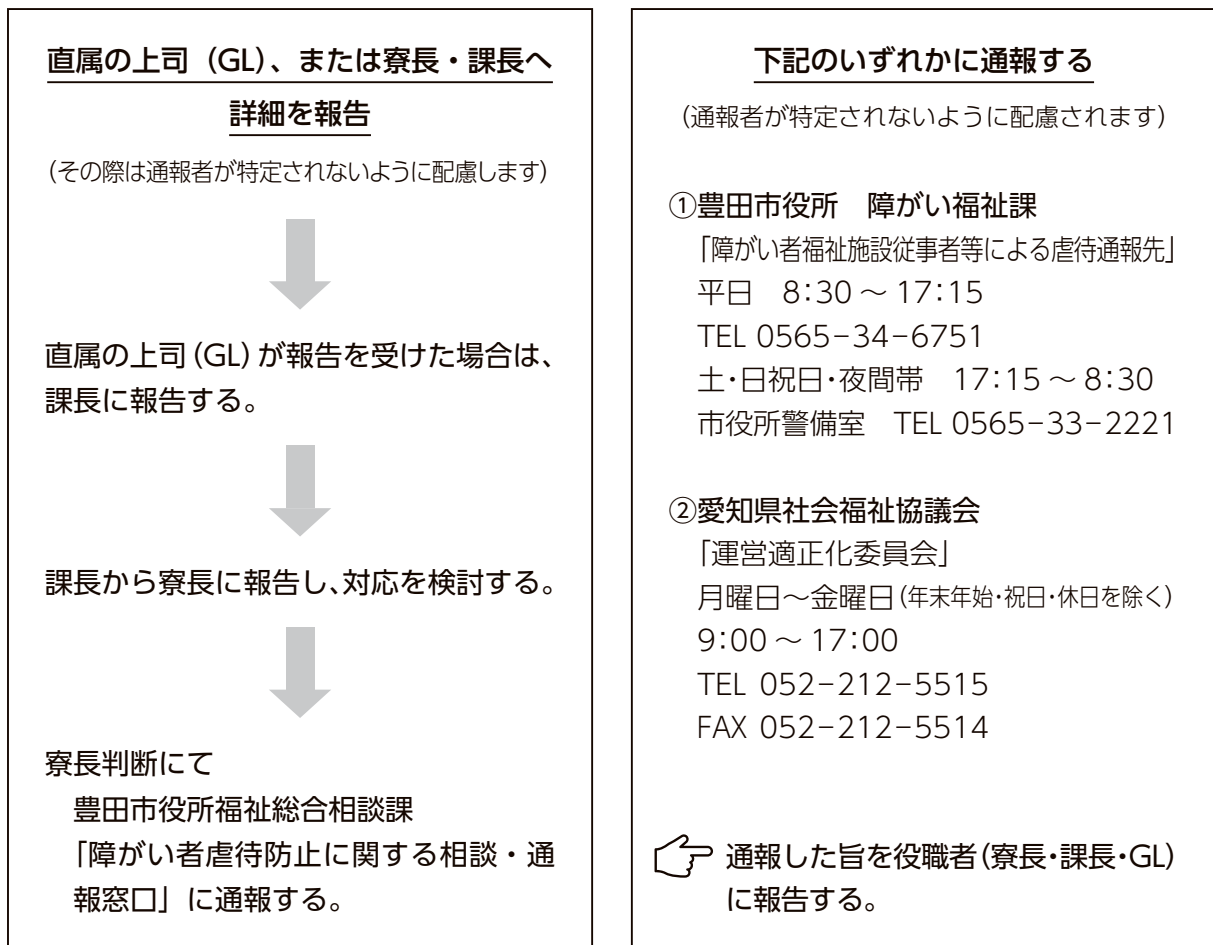 直属の上司（GL）、または寮長・課長へ
詳細を報告
（その際は通報者が特定されないように配慮します）
直属の上司（GL）が報告を受けた場合は、
課長に報告する。
課長から寮長に報告し、対応を検討する。
寮長判断にて
豊田市役所福祉総合相談課
「障がい者虐待防止に関する相談・通
報窓口」に通報する。
下記のいずれかに通報する
（通報者が特定されないように配慮されます）
①豊田市役所　障がい福祉課
「障がい者福祉施設従事者等による虐待通報先」
平日　8：30～17：15
TEL 0565−34−6751
土・日祝日・夜間帯　17：15～8：30
市役所警備室　TEL 0565−33−2221
②愛知県社会福祉協議会
「運営適正化委員会」
月曜日～金曜日（年末年始・祝日・休日を除く）
9：00～17：00
TEL 052−212−5515
FAX 052−212−5514
通報した旨を役職者（寮長・課長・GL）
に報告する。